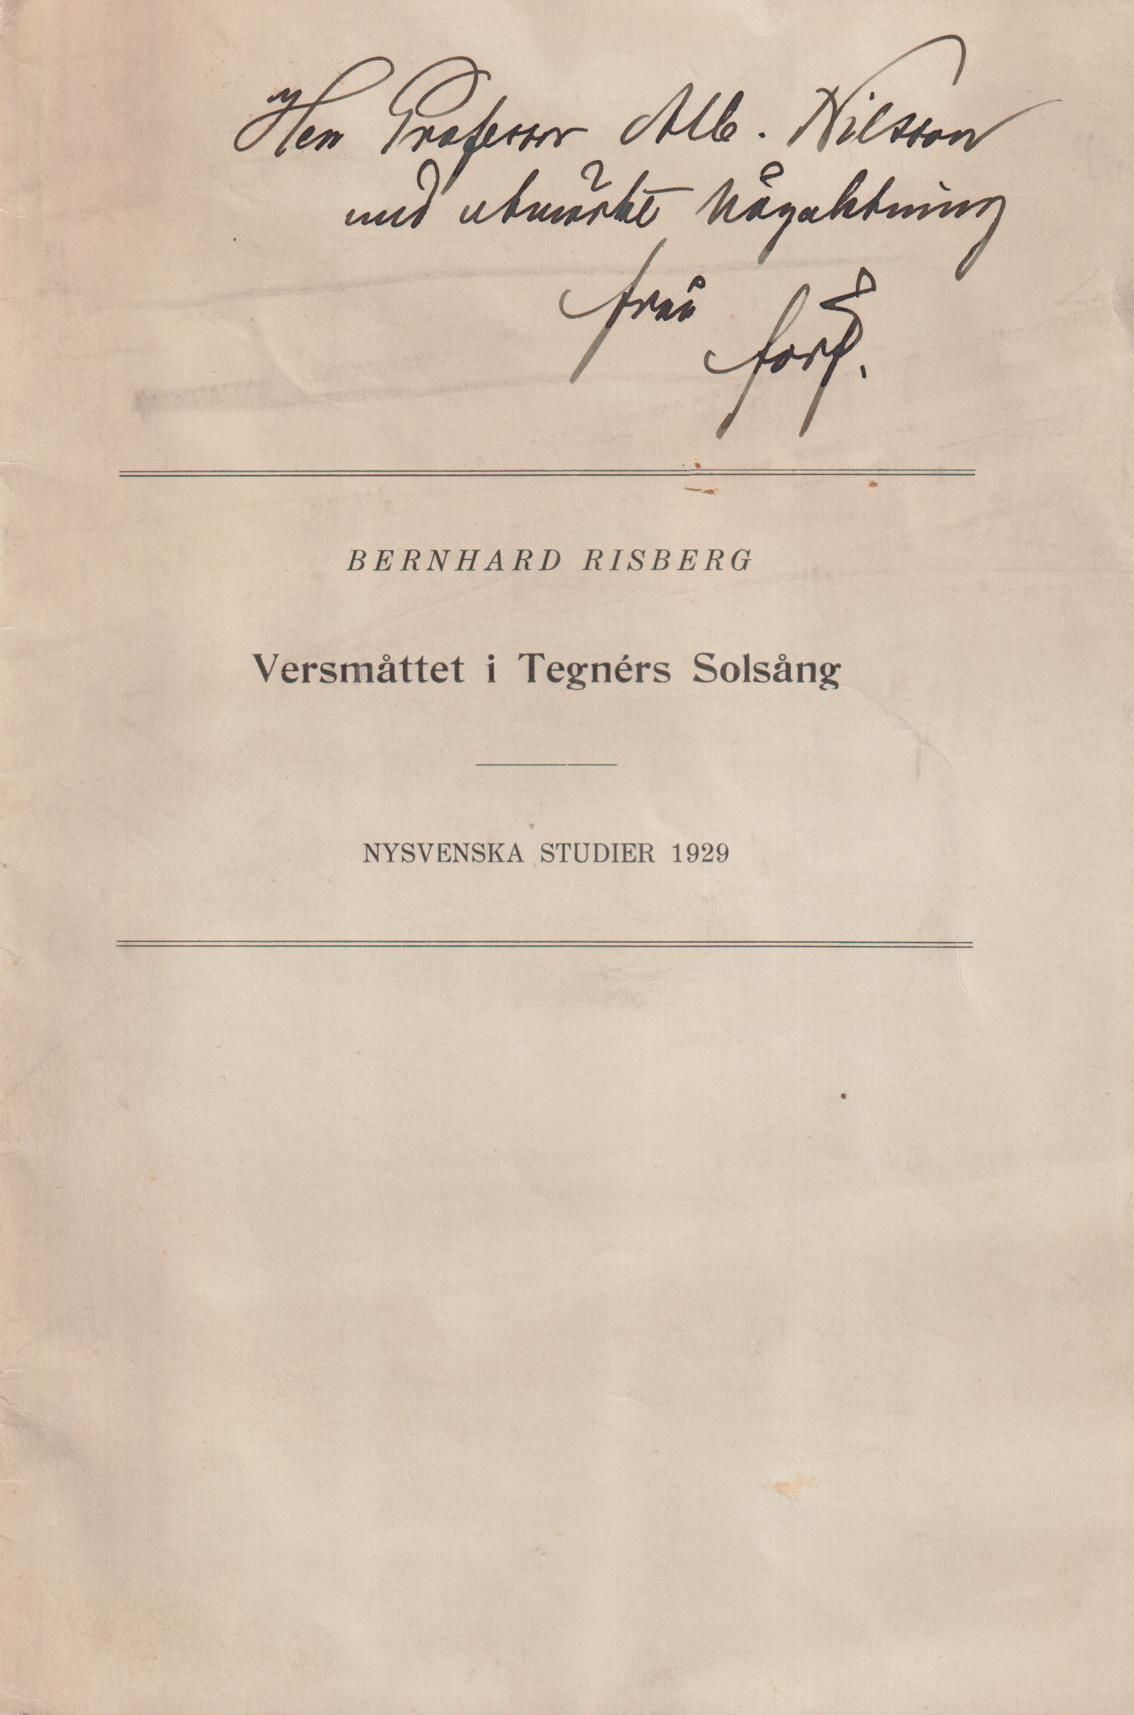 Herr Professor Alb. Nilsson
med utmärkt högaktning
från
förf.
BERNHARD RISBERG
Versmåttet i Tegnérs Solsång
NYSVENSKA STUDIER 1929